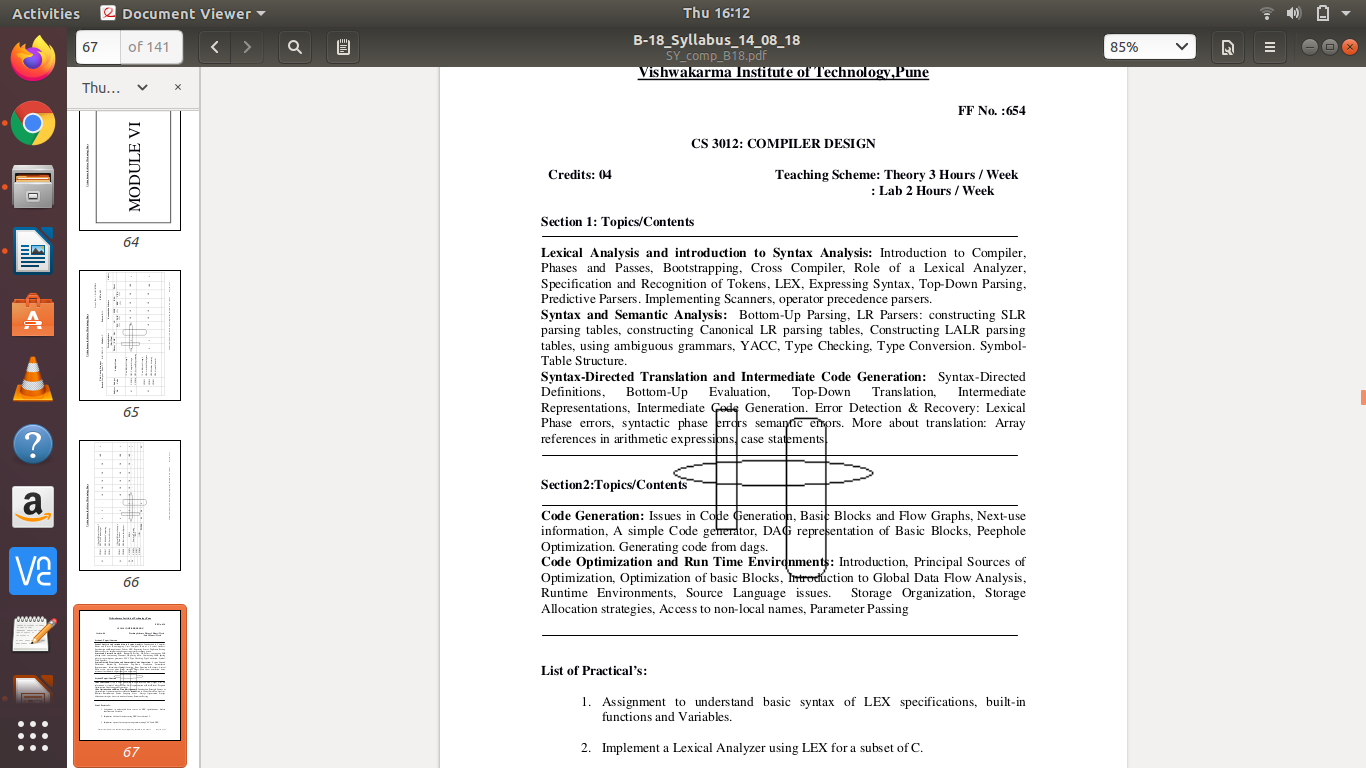 Activities
Document Viewer
Thu 16:12
67
of 141
B-18_Syllabus_14_08_18
SY_comp_B18.pdf
85%
Thu…
MODULE VI
64
65
66
67
Vishwakarma Institute of Technology,Pune
FF No. :654
CS 3012: COMPILER DESIGN
Credits: 04
Teaching Scheme: Theory 3 Hours / Week
: Lab 2 Hours / Week
Section 1: Topics/Contents
Lexical Analysis and introduction to Syntax Analysis: Introduction to Compiler,
Phases and Passes, Bootstrapping, Cross Compiler, Role of a Lexical Analyzer,
Specification and Recognition of Tokens, LEX, Expressing Syntax, Top-Down Parsing,
Predictive Parsers. Implementing Scanners, operator precedence parsers.
Syntax and Semantic Analysis: Bottom-Up Parsing, LR Parsers: constructing SLR
parsing tables, constructing Canonical LR parsing tables, Constructing LALR parsing
tables, using ambiguous grammars, YACC, Type Checking, Type Conversion. Symbol-
Table Structure.
Syntax-Directed Translation and Intermediate Code Generation: Syntax-Directed
Definitions, Bottom-Up Evaluation, Top-Down Translation, Intermediate
Representations, Intermediate Code Generation. Error Detection & Recovery: Lexical
Phase errors, syntactic phase errors semantic errors. More about translation: Array
references in arithmetic expressions, case statements.
Section2:Topics/Contents
Code Generation: Issues in Code Generation, Basic Blocks and Flow Graphs, Next-use
information, A simple Code generator, DAG representation of Basic Blocks, Peephole
Optimization. Generating code from dags.
Code Optimization and Run Time Environments: Introduction, Principal Sources of
Optimization, Optimization of basic Blocks, Introduction to Global Data Flow Analysis,
Runtime Environments, Source Language issues. Storage Organization, Storage
Allocation strategies, Access to non-local names, Parameter Passing
List of Practical’s:
1. Assignment to understand basic syntax of LEX specifications, built-in
functions and Variables.
2. Implement a Lexical Analyzer using LEX for a subset of C.